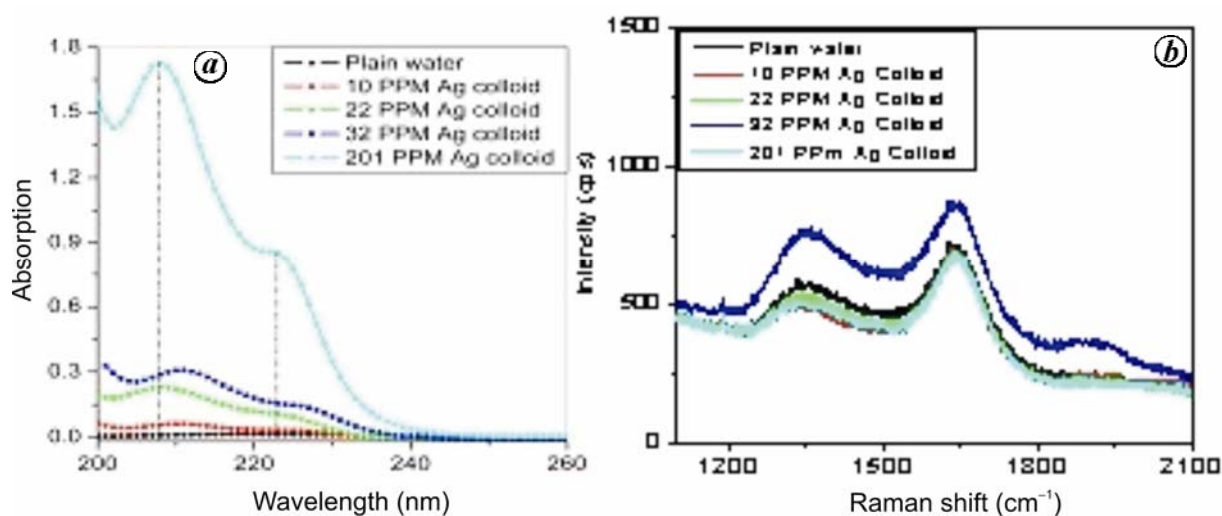 a
Plain water
10 PPM Ag colloid
22 PPM Ag colloid
32 PPM Ag colloid
201 PPM Ag colloid
1.8
1.5
1.2
0.9
0.6
0.3
0.0
Absorption
200
220
240
260
Wavelength (nm)
b
Plain water
10 PPM Ag Colloid
22 PPM Ag Colloid
PPM Ag Colloid
201 PPm Ag Colloid
1500
1000
500
0
Intensity (cps)
1200
1500
1800
2100
Raman shift (cm⁻¹)